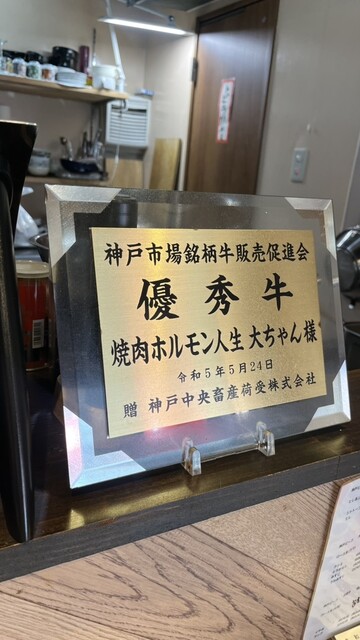 神戸市場銘柄牛販売促進会
優秀牛
焼肉ホルモン人生 大ちゃん様
令和5年5月24日
贈 神戸中央畜産荷受株式会社